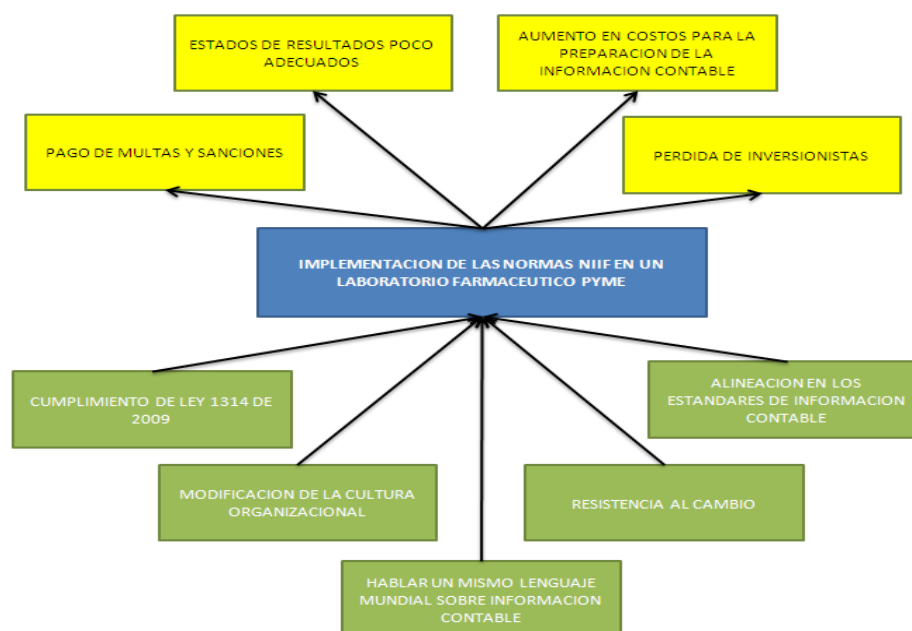 ESTADOS DE RESULTADOS POCO
ADECUADOS
AUMENTO EN COSTOS PARA LA
PREPARACION DE LA
INFORMACION CONTABLE
PAGO DE MULTAS Y SANCIONES
PERDIDA DE INVERSIONISTAS
IMPLEMENTACION DE LAS NORMAS NIIF EN UN
LABORATORIO FARMACEUTICO PYME
CUMPLIMIENTO DE LEY 1314 DE
2009
ALINEACION EN LOS
ESTANDARES DE INFORMACION
CONTABLE
MODIFICACION DE LA CULTURA
ORGANIZACIONAL
RESISTENCIA AL CAMBIO
HABLAR UN MISMO LENGUAJE
MUNDIAL SOBRE INFORMACION
CONTABLE